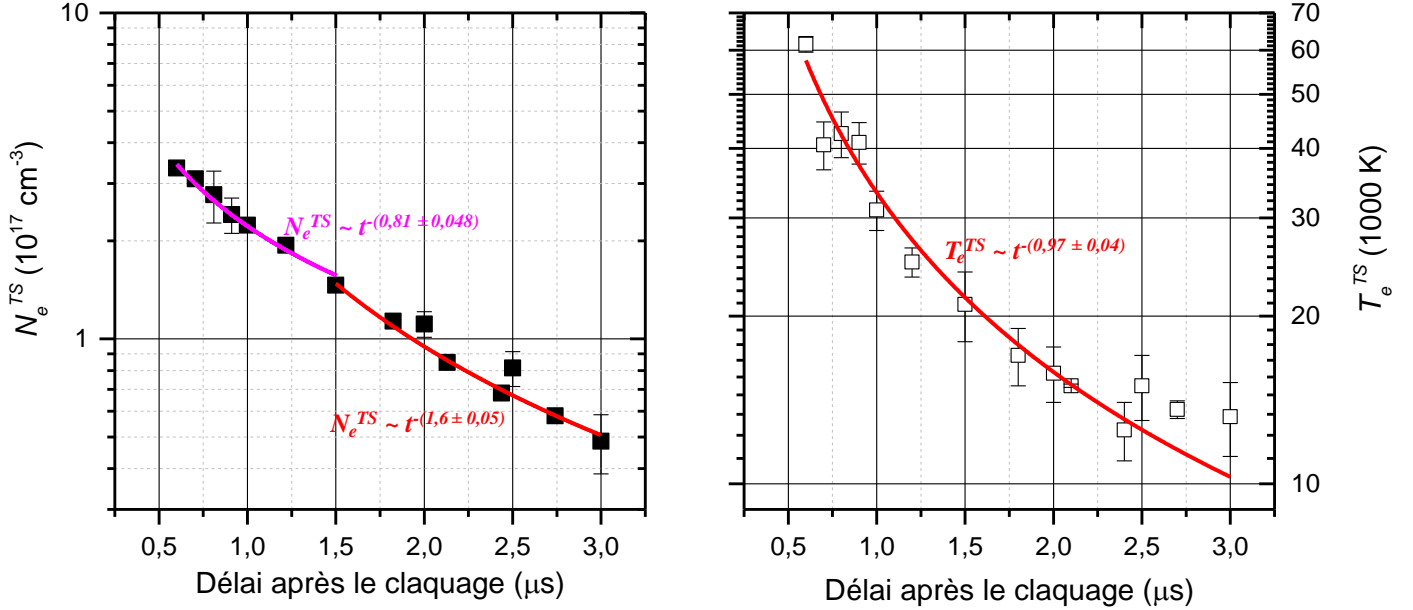 10
1
N_e^TS (10^17 cm^-3)
N_e^TS ~ t^-(0,81 ± 0,048)
N_e^TS ~ t^-(1,6 ± 0,05)
0,5 1,0 1,5 2,0 2,5 3,0
Délai après le claquage (μs)
70
60
50
40
30
20
10
T_e^TS (1000 K)
T_e^TS ~ t^-(0,97 ± 0,04)
0,5 1,0 1,5 2,0 2,5 3,0
Délai après le claquage (μs)